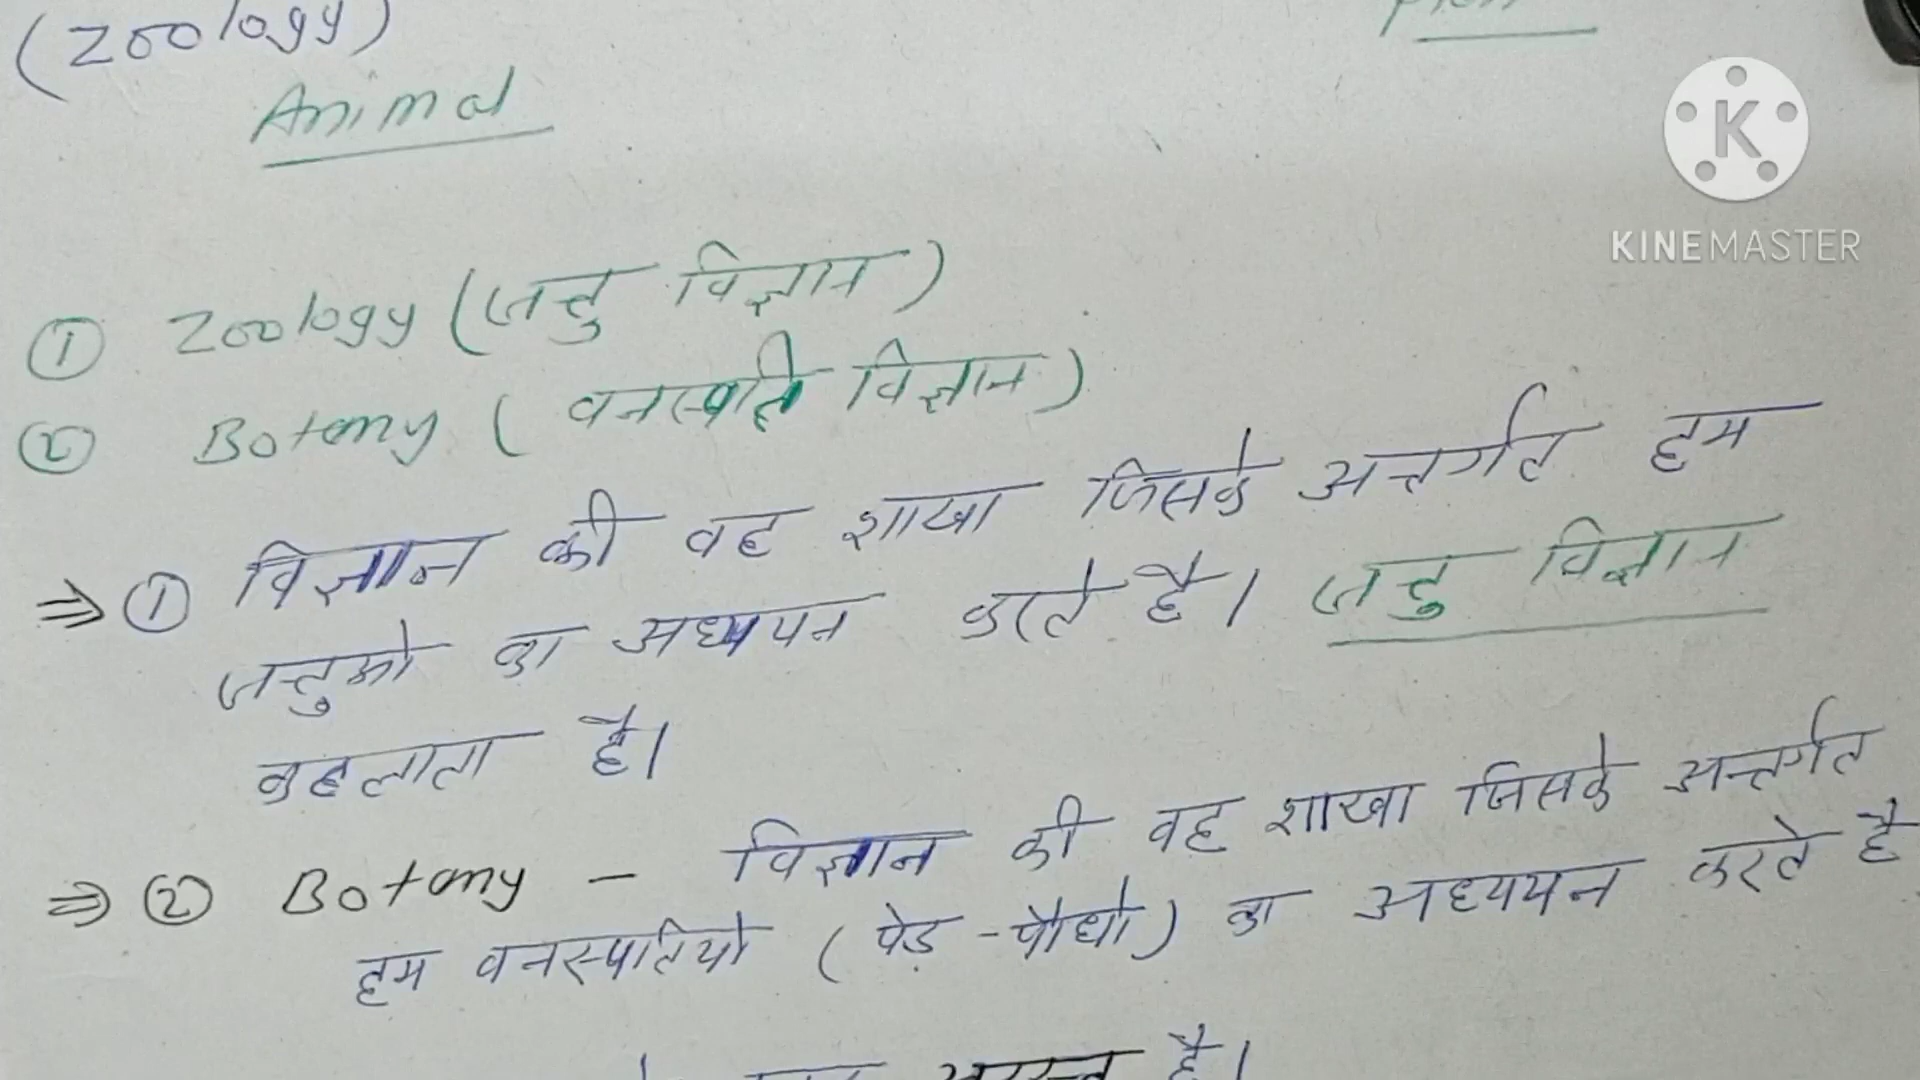 (Zoology)
Animal
KINEMASTER
① Zoology (जन्तु विज्ञान)
② Botany (वनस्पति विज्ञान)
⇒ ① विज्ञान की वह शाखा जिसके अन्तर्गत हम
जन्तुओ का अध्ययन करते है। जन्तु विज्ञान
कहलाता है।
⇒ ② Botany - विज्ञान की वह शाखा जिसके अन्तर्गत
हम वनस्पतियो (पेड़ - पौधो) का अध्ययन करते है
है।